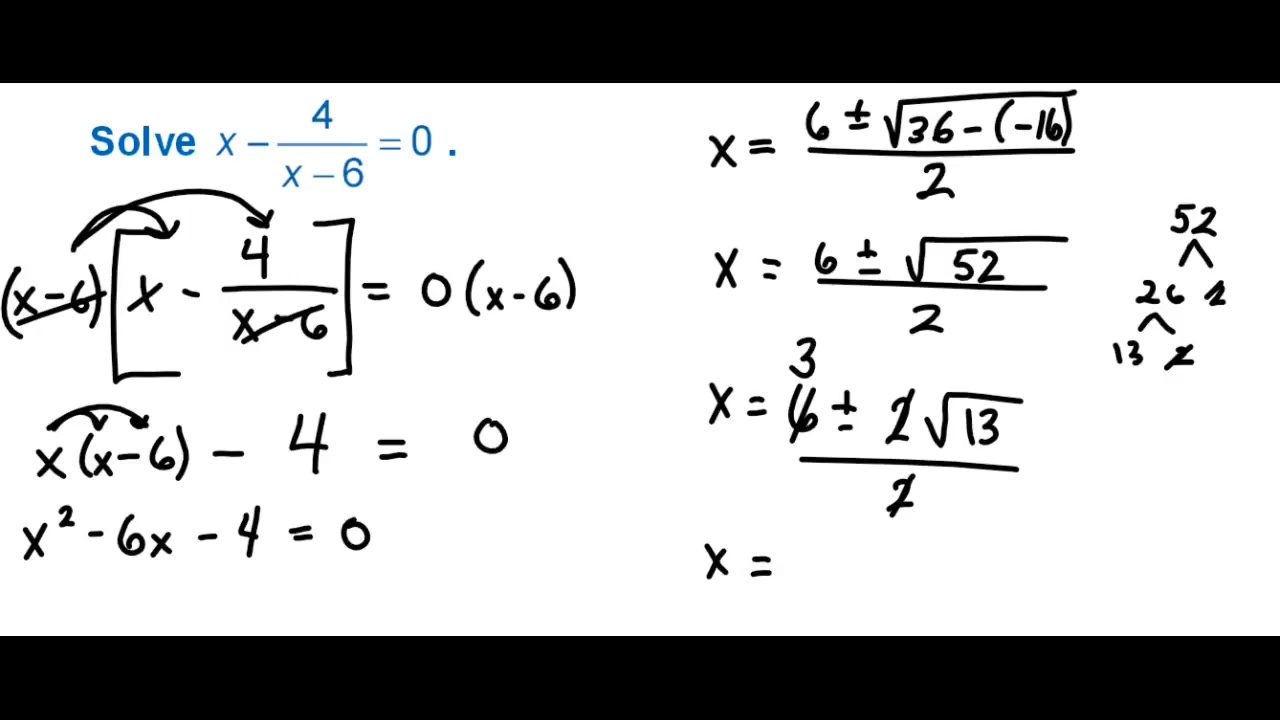 Solve x − 4/(x − 6) = 0 .
(x-6) [ x - 4/(x-6) ] = 0 (x-6)
x(x-6) - 4 = 0
x² - 6x - 4 = 0
x = (6 ± √(36-(-16)))/2
x = (6 ± √52)/2
52
26 2
13 2
3
x = (6 ± 2√13)/2
x =